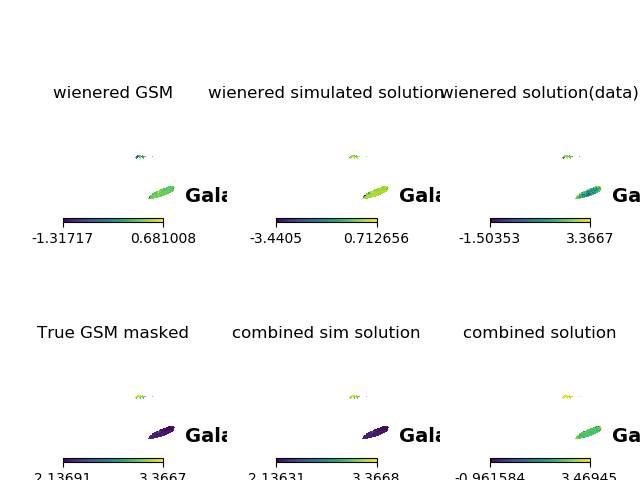 wienered GSM
wienered simulated solution
wienered solution(data)
Gala
Gala
Ga
-1.31717 0.681008
-3.4405 0.712656
-1.50353 3.3667
True GSM masked
combined sim solution
combined solution
Gala
Gala
Ga
2.13691 3.3667
2.13631 3.3668
-0.961584 3.46945